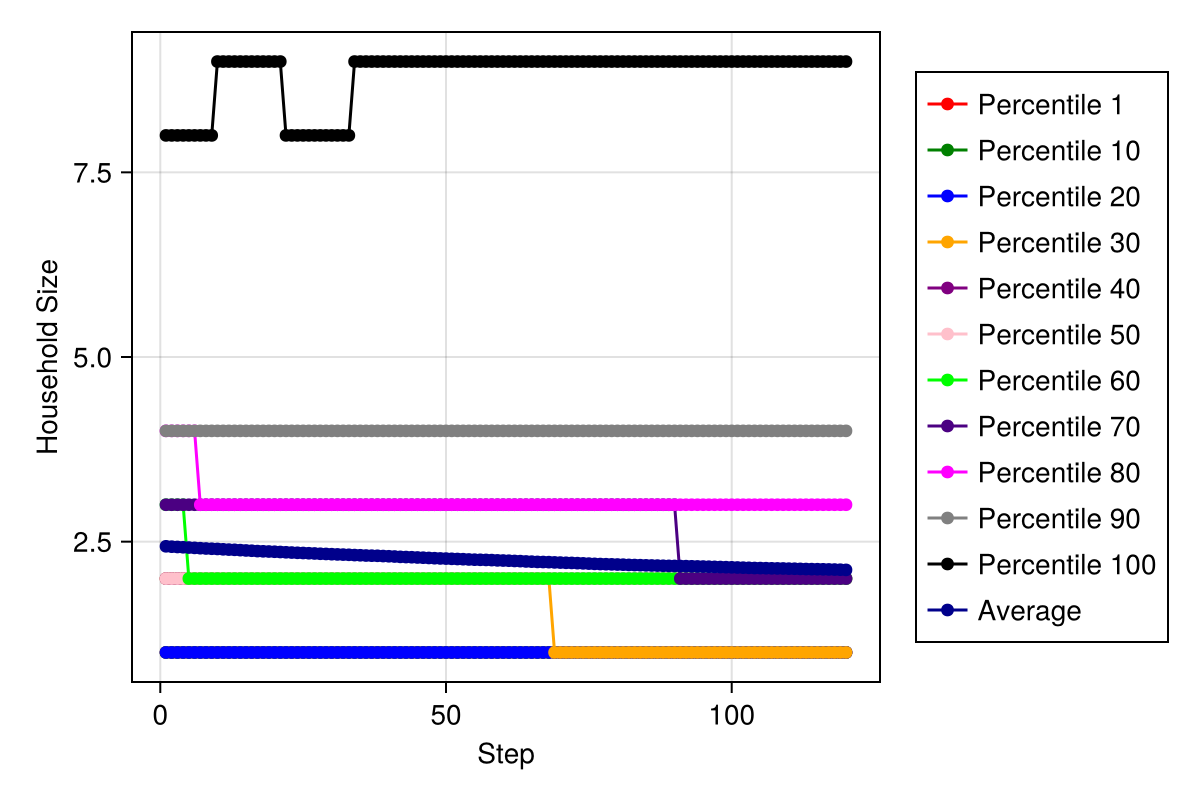 7.5
5.0
2.5
0
50
100
Household Size
Step
Percentile 1
Percentile 10
Percentile 20
Percentile 30
Percentile 40
Percentile 50
Percentile 60
Percentile 70
Percentile 80
Percentile 90
Percentile 100
Average